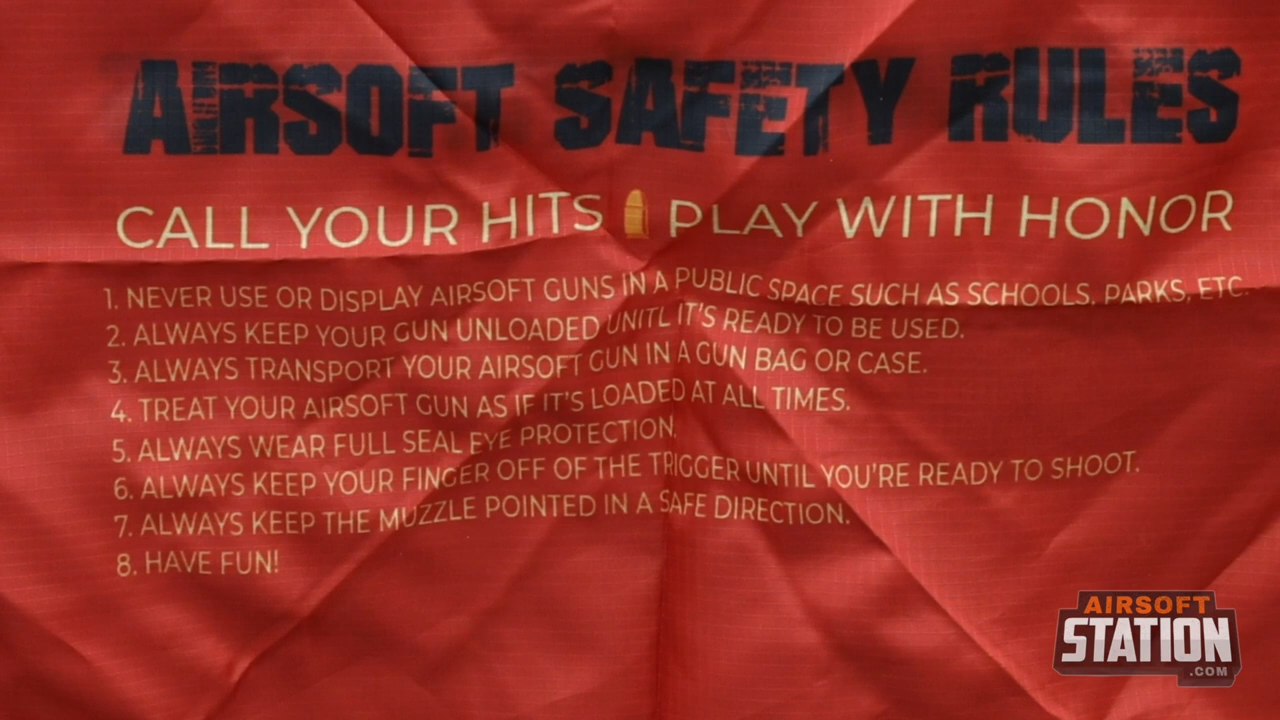 AIRSOFT SAFETY RULES
CALL YOUR HITS PLAY WITH HONOR
1. NEVER USE OR DISPLAY AIRSOFT GUNS IN A PUBLIC SPACE SUCH AS SCHOOLS, PARKS, ETC.
2. ALWAYS KEEP YOUR GUN UNLOADED UNITL IT'S READY TO BE USED.
3. ALWAYS TRANSPORT YOUR AIRSOFT GUN IN A GUN BAG OR CASE.
4. TREAT YOUR AIRSOFT GUN AS IF IT'S LOADED AT ALL TIMES.
5. ALWAYS WEAR FULL SEAL EYE PROTECTION.
6. ALWAYS KEEP YOUR FINGER OFF OF THE TRIGGER UNTIL YOU'RE READY TO SHOOT.
7. ALWAYS KEEP THE MUZZLE POINTED IN A SAFE DIRECTION.
8. HAVE FUN!
AIRSOFT
STATION
.COM